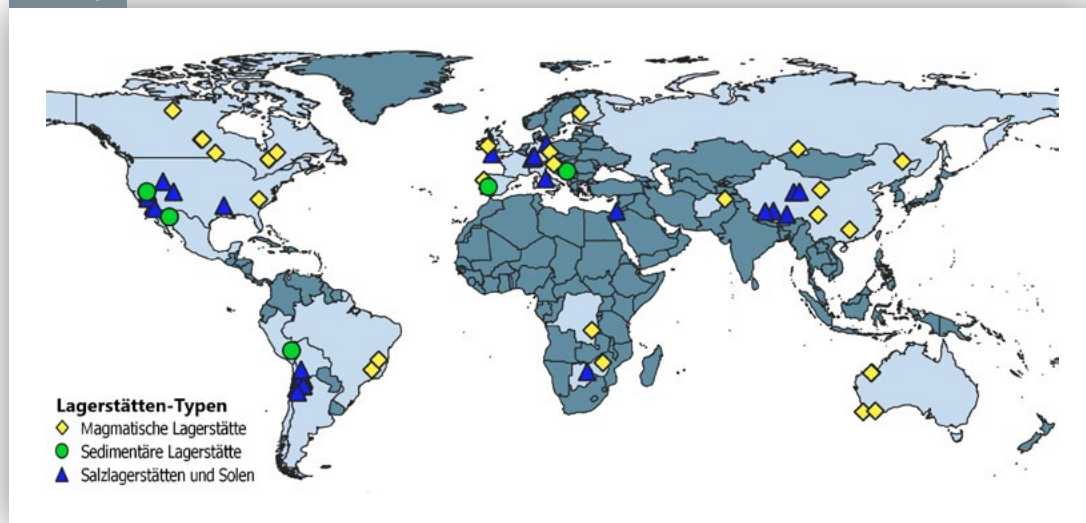 Lagerstätten-Typen
Magmatische Lagerstätte
Sedimentäre Lagerstätte
Salzlagerstätten und Solen